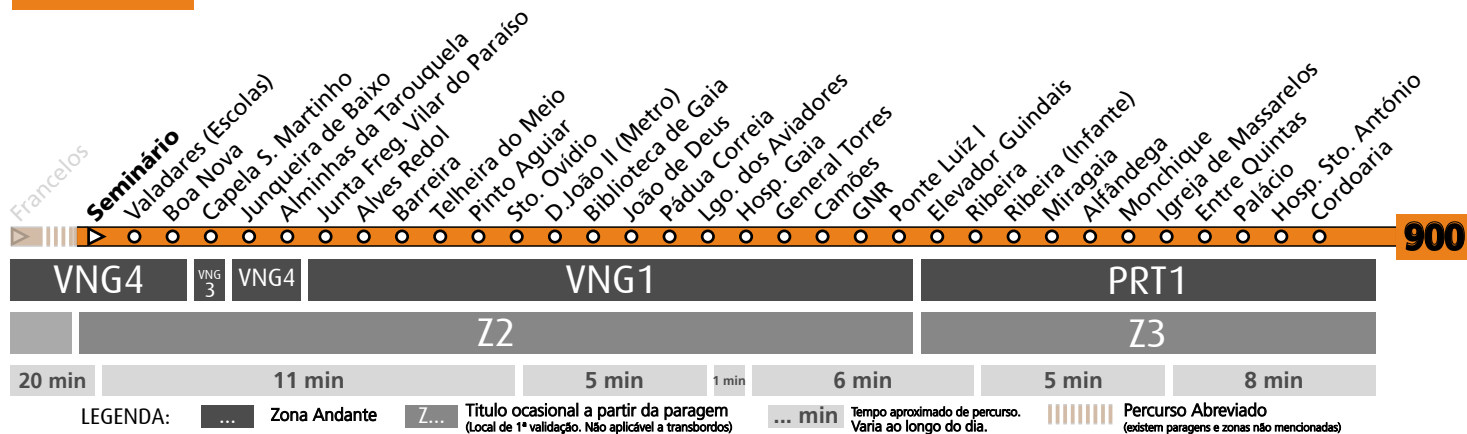 Francelos
Seminário
Valadares (Escolas)
Boa Nova
Capela S. Martinho
Junqueira de Baixo
Alminhas da Tarouquela
Junta Freg. Vilar do Paraíso
Alves Redol
Barreira
Telheira do Meio
Pinto Aguiar
Sto. Ovídio
D.João II (Metro)
Biblioteca de Gaia
João de Deus
Pádua Correia
Lgo. dos Aviadores
Hosp. Gaia
General Torres
Camões
GNR
Ponte Luíz I
Elevador Guindais
Ribeira
Ribeira (Infante)
Miragaia
Alfândega
Monchique
Igreja de Massarelos
Entre Quintas
Palácio
Hosp. Sto. António
Cordoaria
900
VNG4
VNG
3
VNG4
VNG1
PRT1
Z2
Z3
20 min
11 min
5 min
1 min
6 min
5 min
8 min
LEGENDA:
...
Zona Andante
Z...
Titulo ocasional a partir da paragem
(Local de 1ª validação. Não aplicável a transbordos)
... min
Tempo aproximado de percurso.
Varia ao longo do dia.
Percurso Abreviado
(existem paragens e zonas não mencionadas)